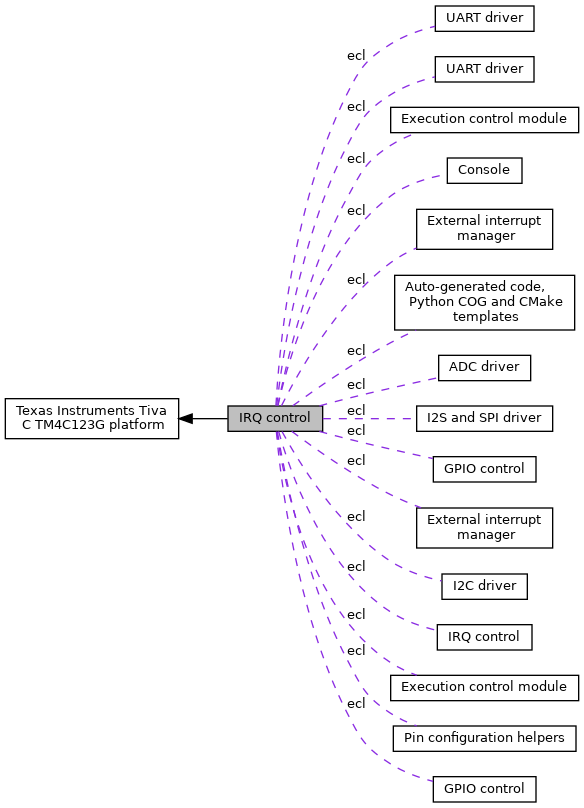 UART driver
ecl
UART driver
ecl
Execution control module
ecl
Console
ecl
External interrupt
manager
ecl
Auto-generated code,
Python COG and CMake
templates
ecl
ADC driver
ecl
Texas Instruments Tiva
C TM4C123G platform
IRQ control
ecl
I2S and SPI driver
ecl
GPIO control
ecl
External interrupt
manager
ecl
I2C driver
ecl
IRQ control
ecl
Execution control module
ecl
Pin configuration helpers
ecl
GPIO control